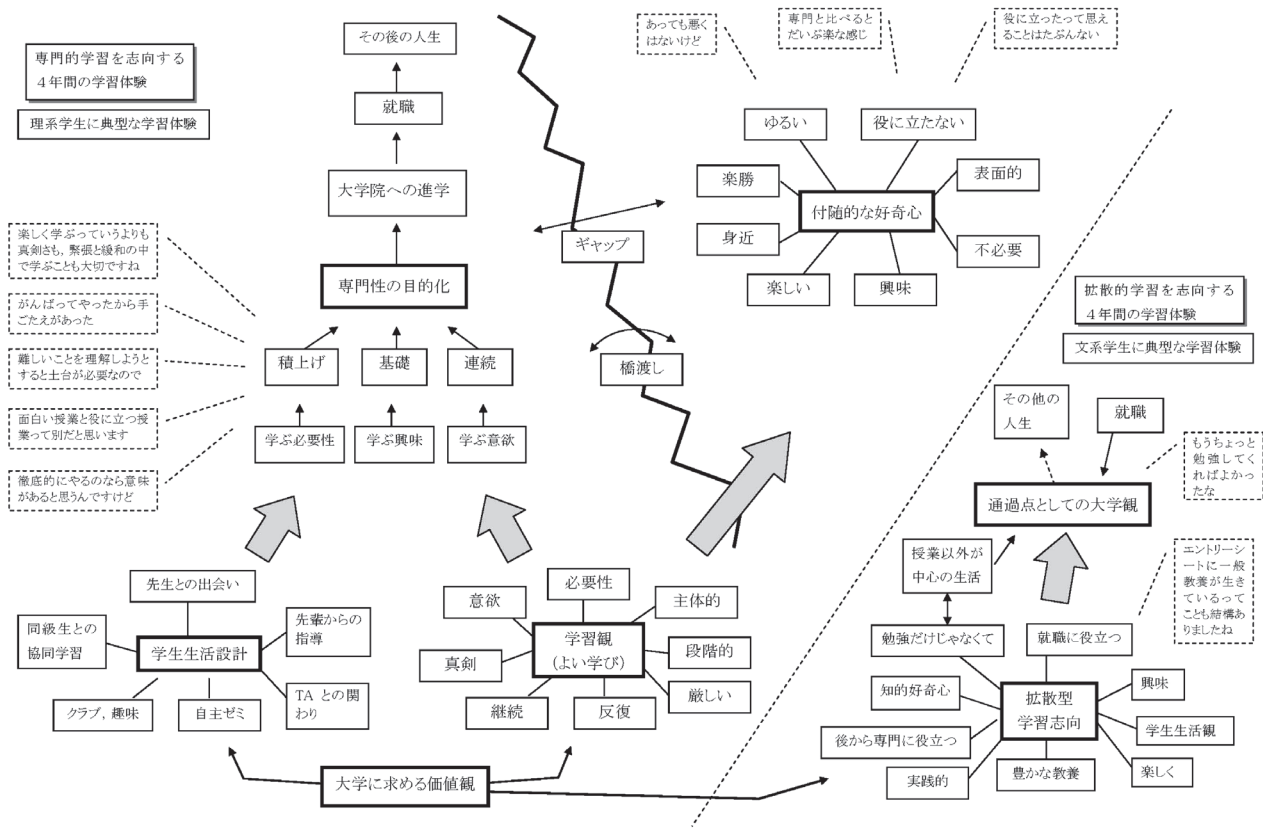 専門的学習を志向する
４年間の学習体験
理系学生に典型な学習体験
その後の人生
就職
大学院への進学
専門性の目的化
積上げ
基礎
連続
学ぶ必要性
学ぶ興味
学ぶ意欲
楽しく学ぶっていうよりも
真剣さも，緊張と緩和の中
で学ぶことも大切ですね
がんばってやったから手
ごたえがあった
難しいことを理解しようと
すると土台が必要なので
面白い授業と役に立つ授
業って別だと思います
徹底的にやるのなら意味
があると思うんですけど
あっても悪く
はないけど
専門と比べると
だいぶ楽な感じ
役に立ったって思え
ることはたぶんない
ゆるい
役に立たない
楽勝
表面的
付随的な好奇心
身近
不必要
楽しい
興味
ギャップ
橋渡し
拡散的学習を志向する
４年間の学習体験
文系学生に典型な学習体験
その他の
人生
就職
もうちょっと
勉強してく
ればよかっ
たな
通過点としての大学観
授業以外が
中心の生活
エントリーシ
ートに一般
教養が生き
ているって
ことも結構あ
りましたね
勉強だけじゃなくて
就職に役立つ
知的好奇心
興味
拡散型
学習志向
後から専門に役立つ
学生生活観
実践的
豊かな教養
楽しく
先生との出会い
同級生との
協同学習
学生生活設計
先輩からの
指導
クラブ，趣味
自主ゼミ
TA との関
わり
意欲
必要性
主体的
学習観
（よい学び）
真剣
段階的
厳しい
継続
反復
大学に求める価値観